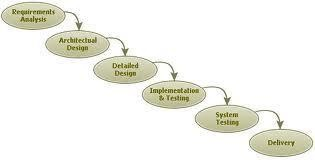 Requirements
Analysis
Architectual
Design
Detailed
Design
Implementation
& Testing
System
Testing
Delivery